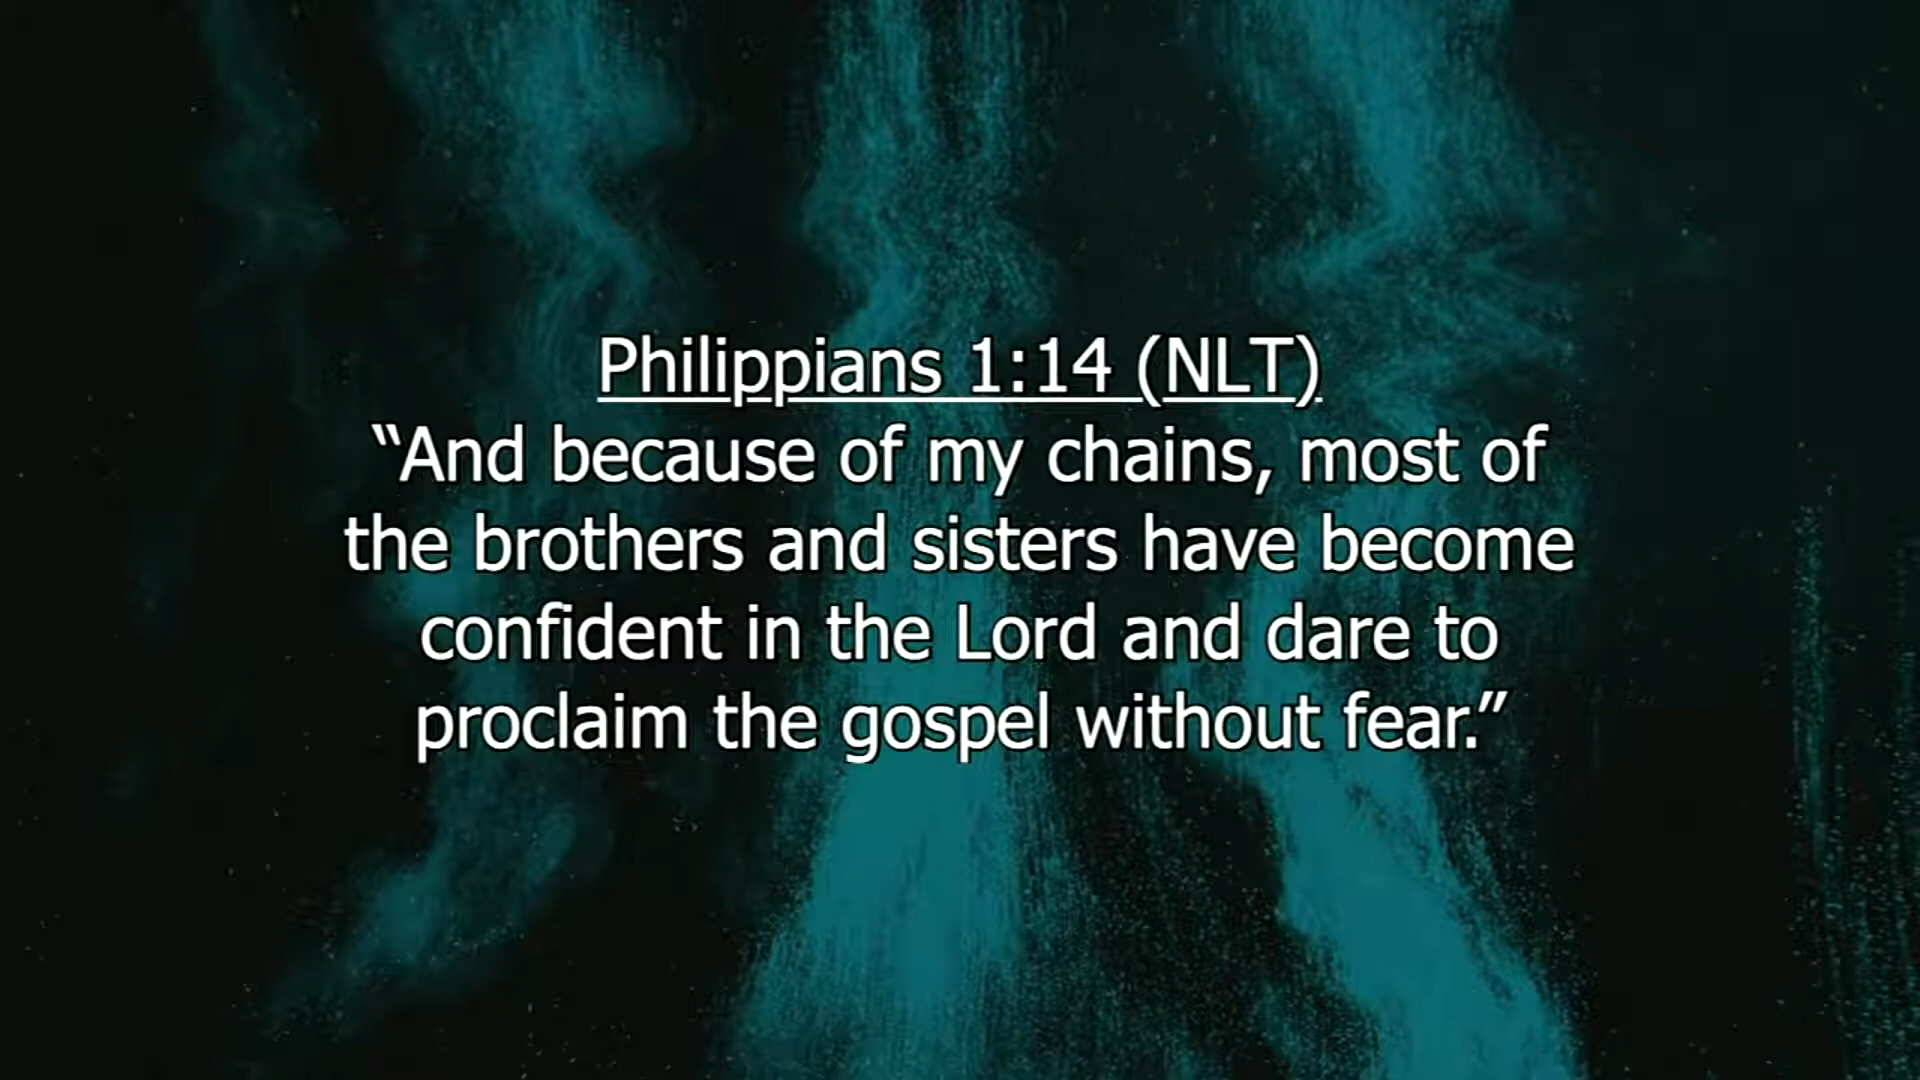 Philippians 1:14 (NLT)
“And because of my chains, most of
the brothers and sisters have become
confident in the Lord and dare to
proclaim the gospel without fear.”